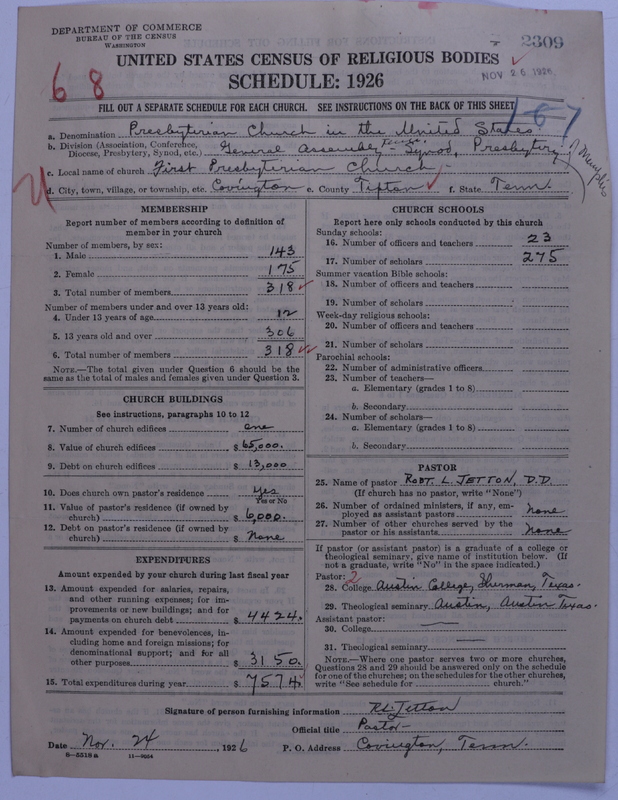 DEPARTMENT OF COMMERCE
BUREAU OF THE CENSUS
WASHINGTON
2309
UNITED STATES CENSUS OF RELIGIOUS BODIES
NOV 26 1926
SCHEDULE: 1926
68
FILL OUT A SEPARATE SCHEDULE FOR EACH CHURCH. SEE INSTRUCTIONS ON THE BACK OF THIS SHEET
1-67
a. Denomination Presbyterian Church in the United States
b. Division (Association, Conference, Diocese, Presbytery, Synod, etc.) General Assembly - Tenn. Synod, Presbytery of Memphis
c. Local name of church First Presbyterian Church
d. City, town, village, or township, etc. Covington e. County Tipton f. State Tenn.
MEMBERSHIP
Report number of members according to definition of
member in your church
Number of members, by sex:
1. Male 143
2. Female 175
3. Total number of members 318
Number of members under and over 13 years old:
4. Under 13 years of age 12
5. 13 years old and over 306
6. Total number of members 318
NOTE.—The total given under Question 6 should be
same as the total of males and females given under Question 3.
CHURCH BUILDINGS
See instructions, paragraphs 10 to 12
7. Number of church edifices one
8. Value of church edifices $ 65,000.
9. Debt on church edifices $ 13,000
10. Does church own pastor's residence Yes
Yes or No
11. Value of pastor's residence (if owned by
church) $ 6,000.
12. Debt on pastor's residence (if owned by
church) $ None
EXPENDITURES
Amount expended by your church during last fiscal year
13. Amount expended for salaries, repairs,
and other running expenses; for im-
provements or new buildings; and for
payments on church debt $ 4424.
14. Amount expended for benevolences, in-
cluding home and foreign missions; for
denominational support; and for all
other purposes $ 3150.
15. Total expenditures during year $ 7574
CHURCH SCHOOLS
Report here only schools conducted by this church
Sunday schools:
16. Number of officers and teachers 23
17. Number of scholars 275
Summer vacation Bible schools:
18. Number of officers and teachers
19. Number of scholars
Week-day religious schools:
20. Number of officers and teachers
21. Number of scholars
Parochial schools:
22. Number of administrative officers
23. Number of teachers—
a. Elementary (grades 1 to 8)
b. Secondary
24. Number of scholars—
a. Elementary (grades 1 to 8)
b. Secondary
PASTOR
25. Name of pastor ROBT. L. JETTON, D.D.
(If church has no pastor, write "None")
26. Number of ordained ministers, if any, em-
ployed as assistant pastors None
27. Number of other churches served by the
pastor or his assistants None
If pastor (or assistant pastor) is a graduate of a college or
theological seminary, give name of institution below. (If
not a graduate, write "No" in the space indicated.)
Pastor: 2
28. College Austin College, Sherman, Texas.
29. Theological seminary Austin, Austin Texas.
Assistant pastor:
30. College
31. Theological seminary
NOTE.—Where one pastor serves two or more churches,
Questions 28 and 29 should be answered only on the schedule
for one of the churches; on the schedules for the other churches,
write "See schedule for church."
Signature of person furnishing information R.L. Jetton
Official title Pastor
Date Nov. 24, 1926 P. O. Address Covington, Tenn.
6-5518a 11-9054